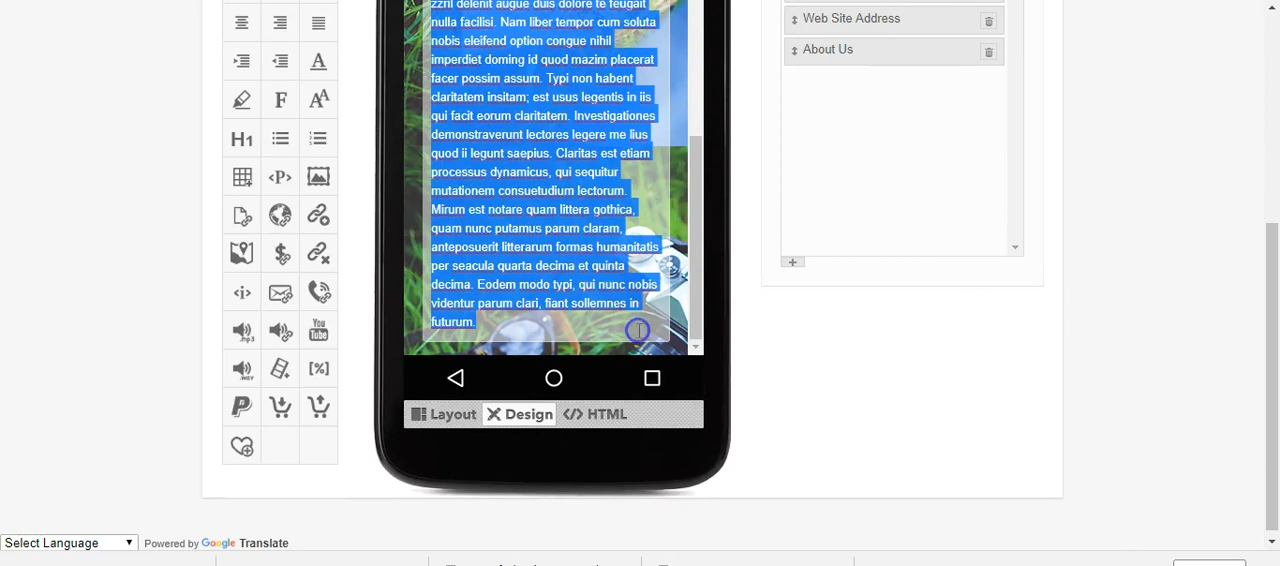 zzril delenit augue duis dolore te feugait
nulla facilisi. Nam liber tempor cum soluta
nobis eleifend option congue nihil
imperdiet doming id quod mazim placerat
facer possim assum. Typi non habent
claritatem insitam; est usus legentis in iis
qui facit eorum claritatem. Investigationes
demonstraverunt lectores legere me lius
quod ii legunt saepius. Claritas est etiam
processus dynamicus, qui sequitur
mutationem consuetudium lectorum.
Mirum est notare quam littera gothica,
quam nunc putamus parum claram,
anteposuerit litterarum formas humanitatis
per seacula quarta decima et quinta
decima. Eodem modo typi, qui nunc nobis
videntur parum clari, fiant sollemnes in
futurum.
Web Site Address
About Us
A
F
AA
H1
<P>
$
<i>
.mp3
You
Tube
.wav
[%]
Layout
Design
</> HTML
Select Language
Powered by Google Translate